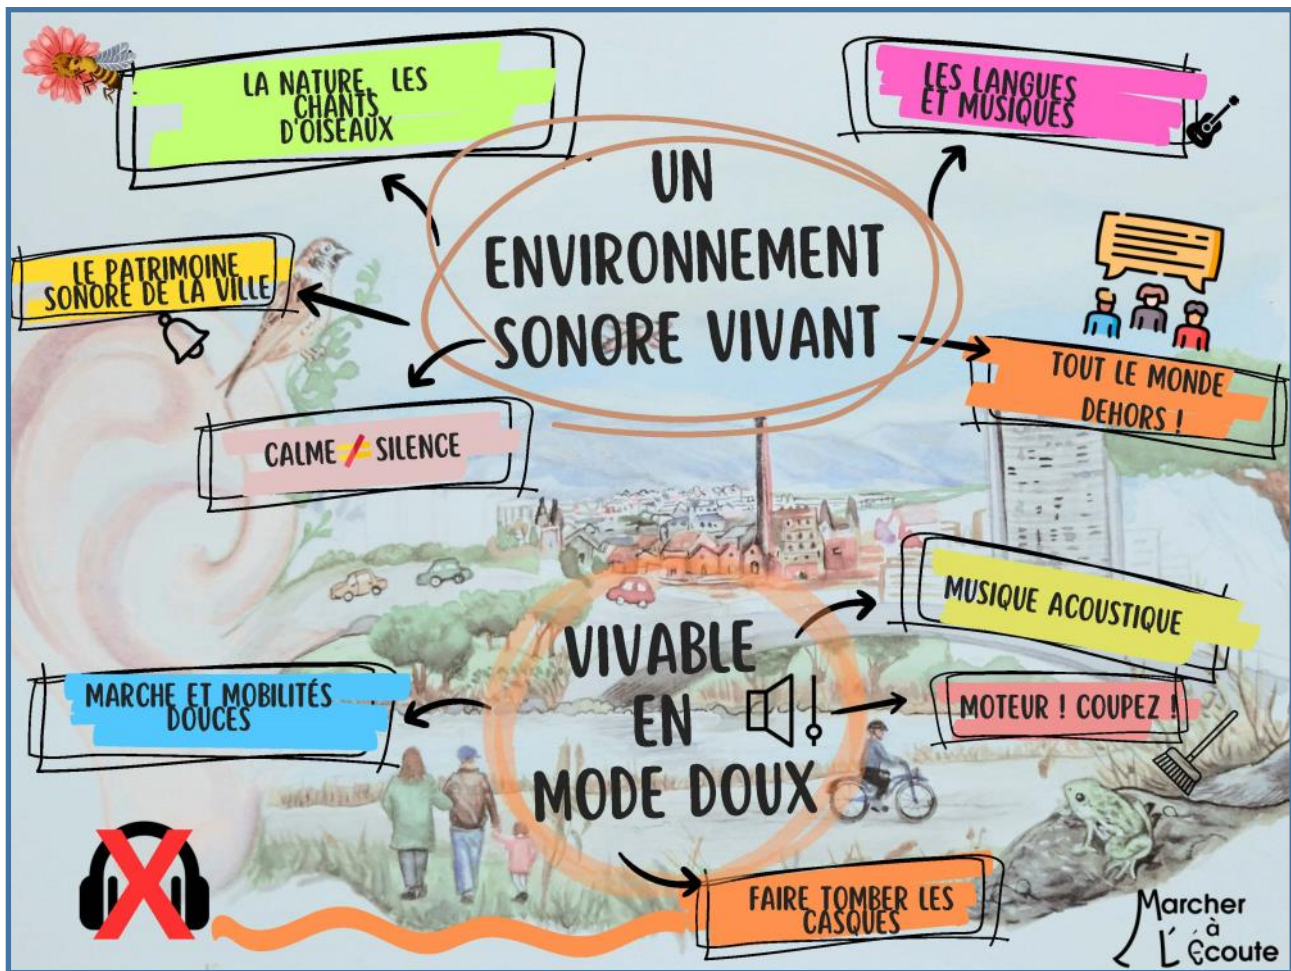 LA NATURE, LES
CHANTS
D'OISEAUX
LES LANGUES
ET MUSIQUES
UN
ENVIRONNEMENT
SONORE VIVANT
LE PATRIMOINE
SONORE DE LA VILLE
TOUT LE MONDE
DEHORS !
CALME ≠ SILENCE
MUSIQUE ACOUSTIQUE
VIVABLE
EN
MODE DOUX
MARCHE ET MOBILITÉS
DOUCES
MOTEUR ! COUPEZ !
FAIRE TOMBER LES
CASQUES
Marcher
à
L'Écoute